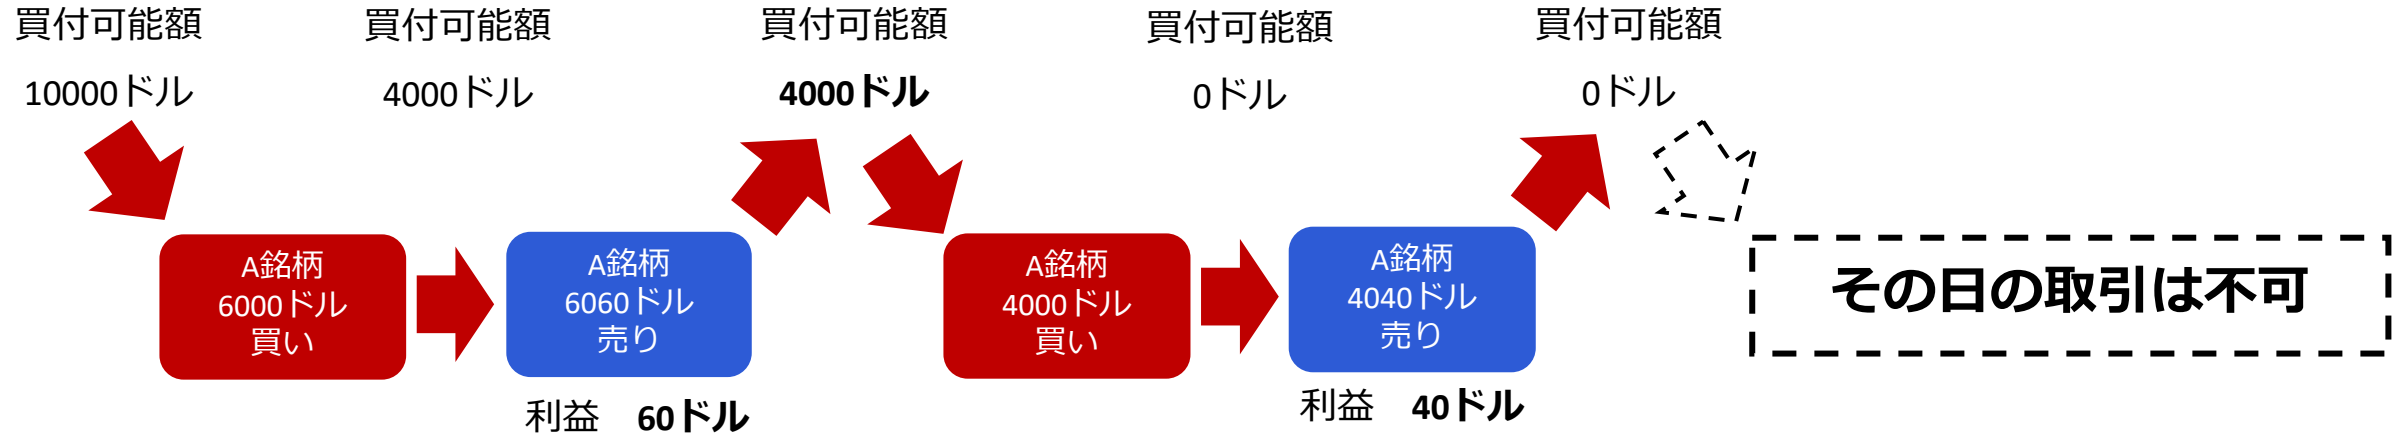 買付可能額
10000ドル
買付可能額
4000ドル
買付可能額
4000ドル
買付可能額
0ドル
買付可能額
0ドル
A銘柄
6000ドル
買い
A銘柄
6060ドル
売り
利益 60ドル
A銘柄
4000ドル
買い
A銘柄
4040ドル
売り
利益 40ドル
その日の取引は不可